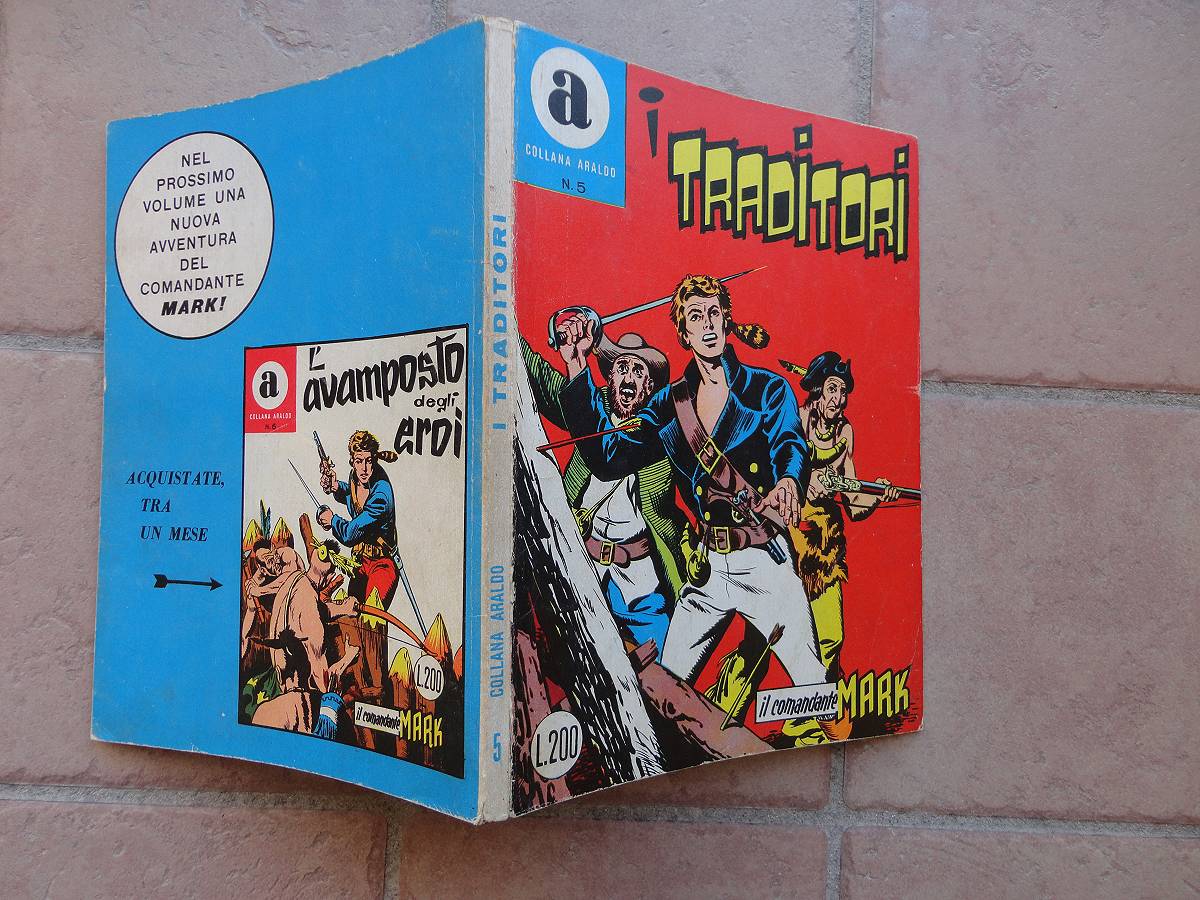 NEL
PROSSIMO
VOLUME UNA
NUOVA
AVVENTURA
DEL
COMANDANTE
MARK!
a
COLLANA ARALDO
N.6
L'
avamposto
degli
eroi
ACQUISTATE,
TRA
UN MESE
L.200
il comandante
MARK
I TRADITORI
COLLANA ARALDO
5
a
COLLANA ARALDO
N.5
i
TRADITORI
il comandante
MARK
L.200